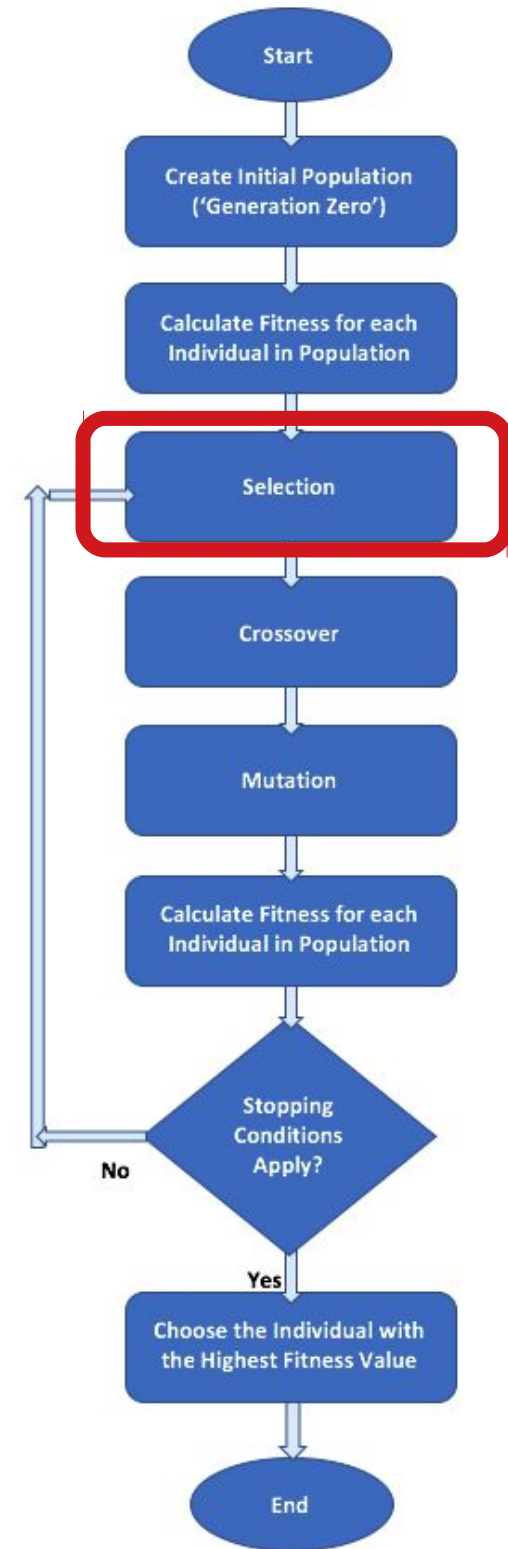 Start
Create Initial Population
(‘Generation Zero’)
Calculate Fitness for each
Individual in Population
Selection
Crossover
Mutation
Calculate Fitness for each
Individual in Population
Stopping
Conditions
Apply?
No
Yes
Choose the Individual with
the Highest Fitness Value
End